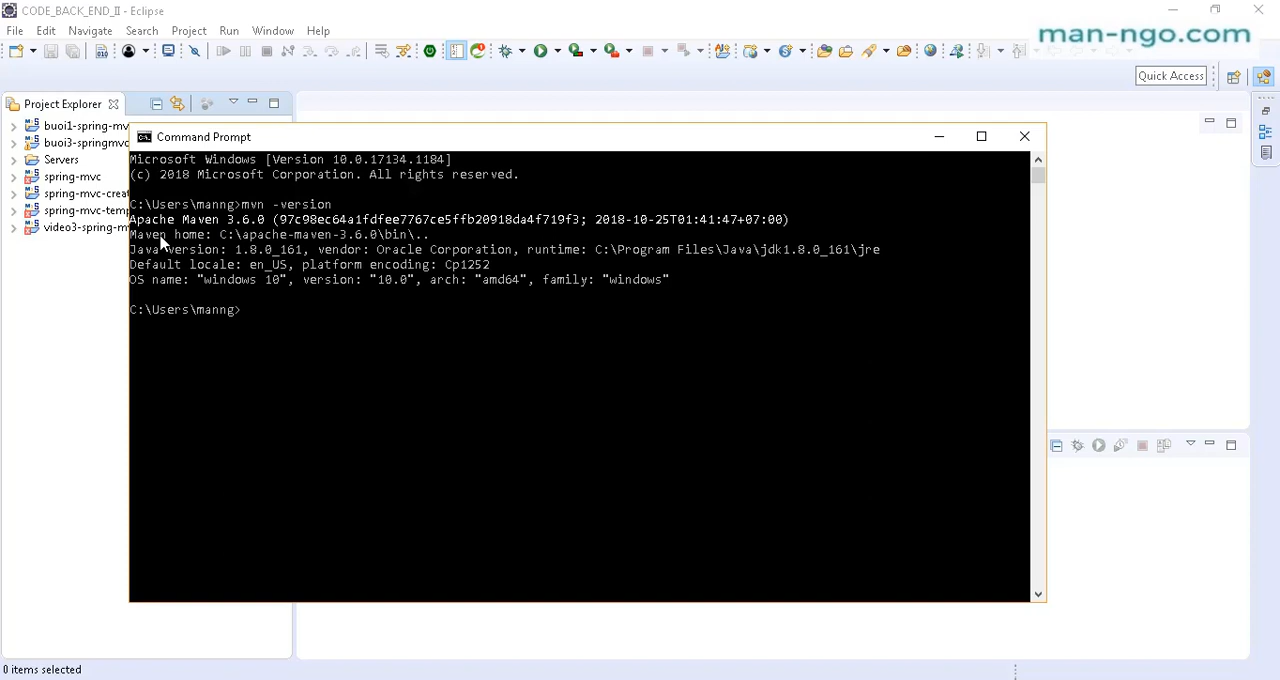 CODE_BACK_END_II - Eclipse
File Edit Navigate Search Project Run Window Help
man-ngo.com
Quick Access
Project Explorer
buoi1-spring-mv
buoi3-springmvc
Servers
spring-mvc
spring-mvc-crea
spring-mvc-temp
video3-spring-m
Command Prompt
Microsoft Windows [Version 10.0.17134.1184]
(c) 2018 Microsoft Corporation. All rights reserved.
C:\Users\manng>mvn -version
Apache Maven 3.6.0 (97c98ec64a1fdfee7767ce5ffb20918da4f719f3; 2018-10-25T01:41:47+07:00)
Maven home: C:\apache-maven-3.6.0\bin\..
Java version: 1.8.0_161, vendor: Oracle Corporation, runtime: C:\Program Files\Java\jdk1.8.0_161\jre
Default locale: en_US, platform encoding: Cp1252
OS name: "windows 10", version: "10.0", arch: "amd64", family: "windows"
C:\Users\manng>
0 items selected